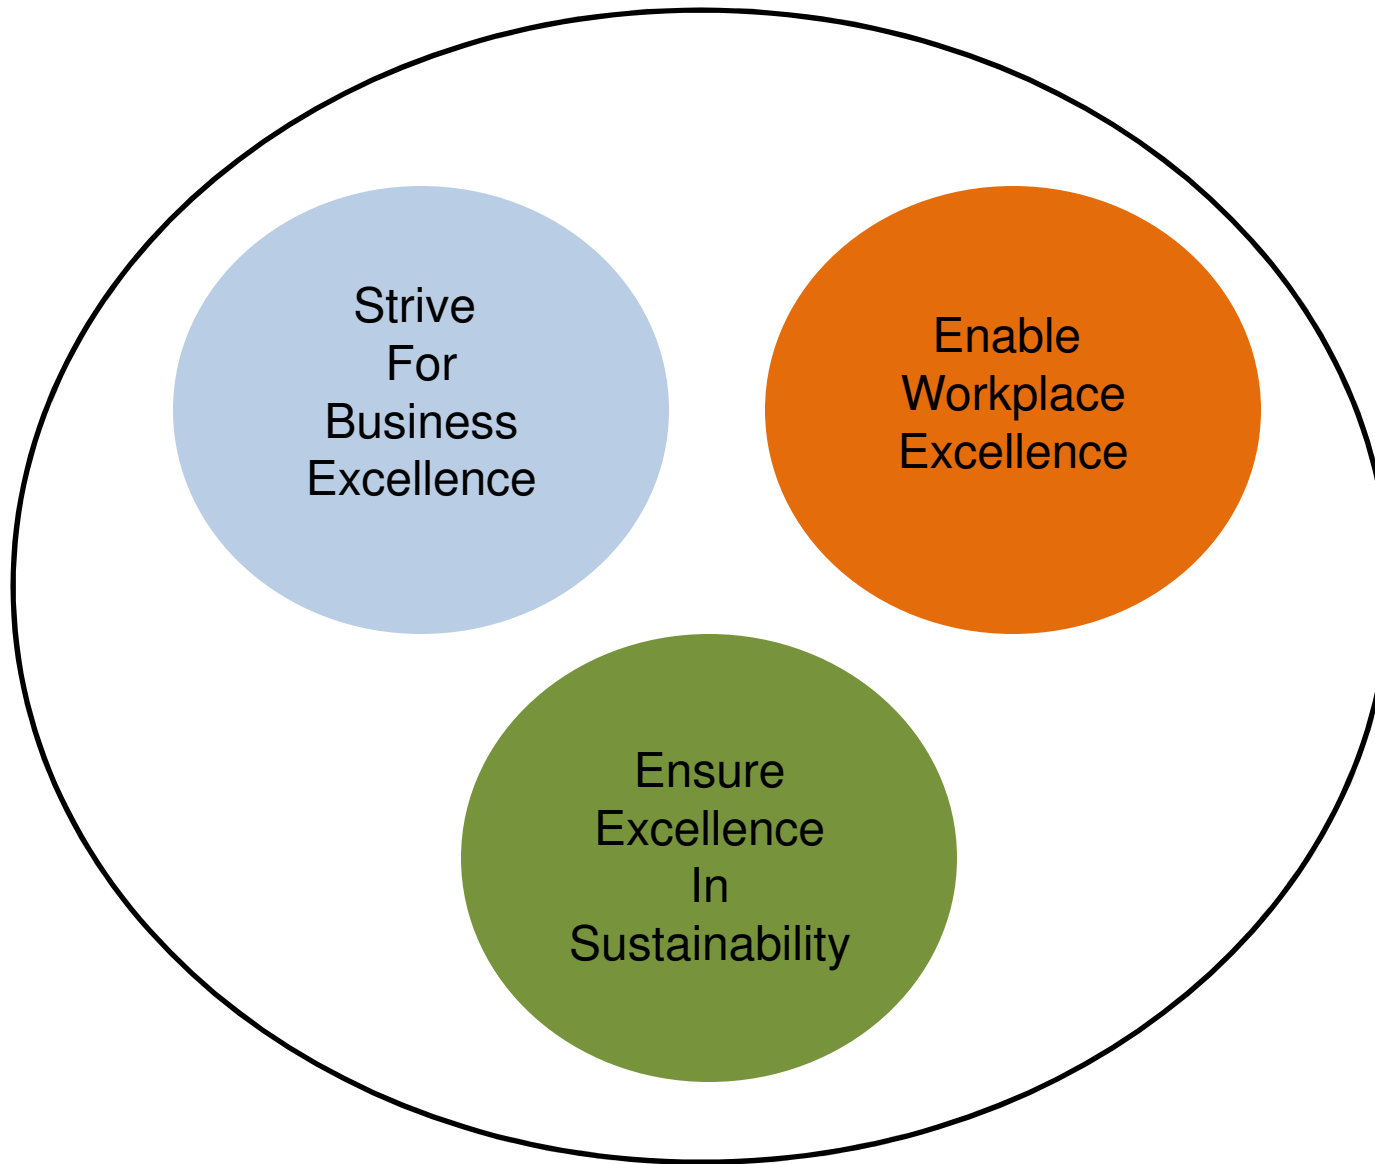 Strive
For
Business
Excellence
Enable
Workplace
Excellence
Ensure
Excellence
In
Sustainability